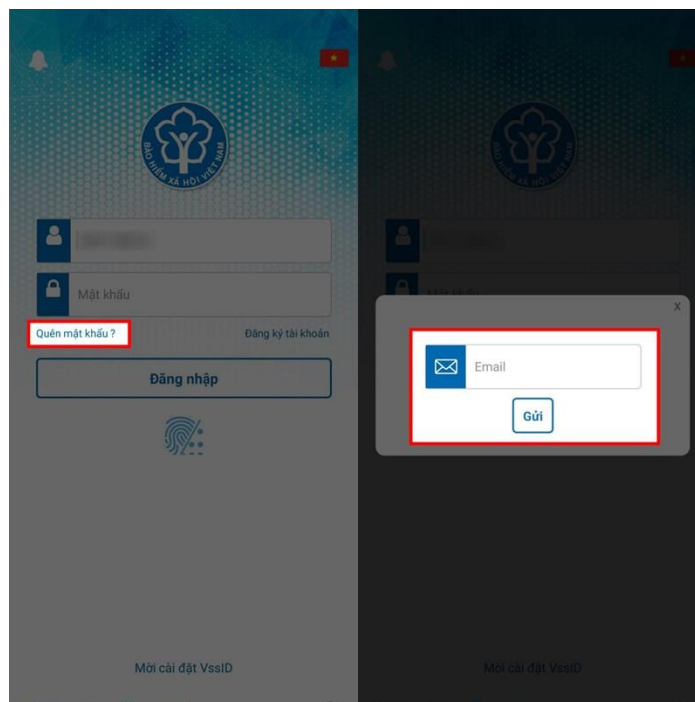 BẢO HIỂM XÃ HỘI VIỆT NAM
Mật khẩu
Quên mật khẩu ?
Đăng ký tài khoản
Đăng nhập
Mời cài đặt VssID
BẢO HIỂM XÃ HỘI VIỆT NAM
Mật khẩu
X
Email
Gửi
Mời cài đặt VssID